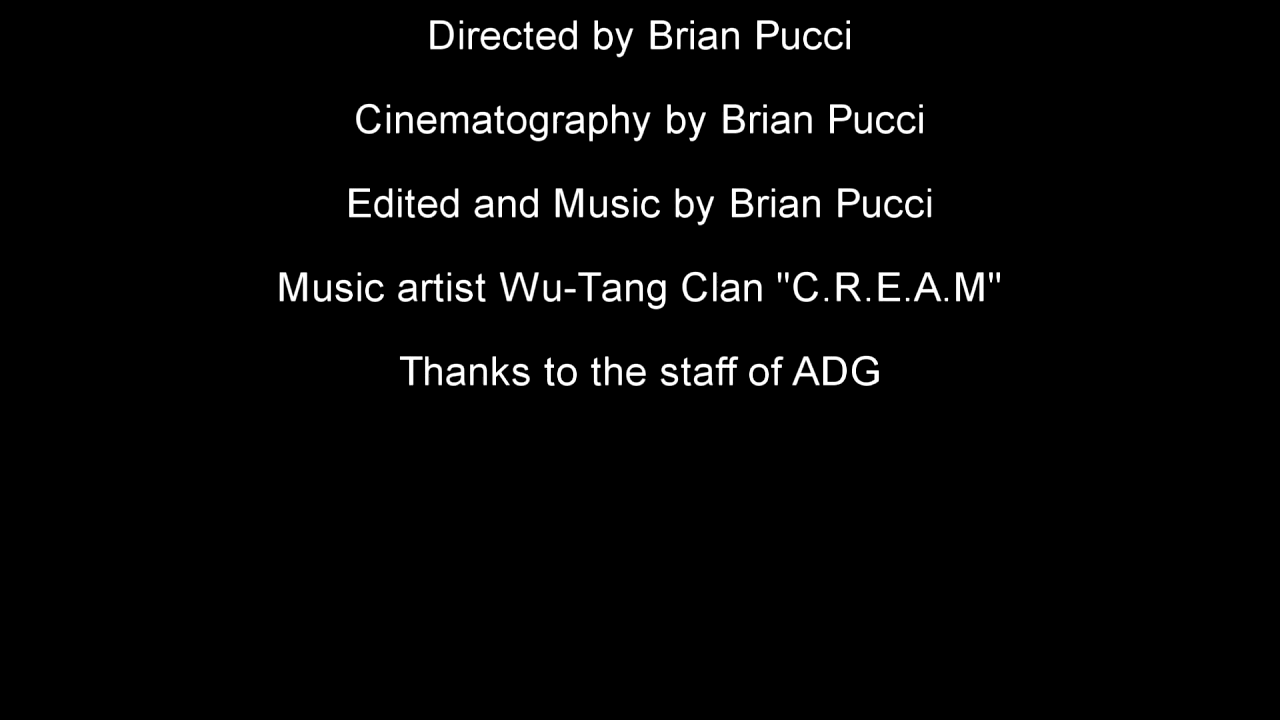 Directed by Brian Pucci
Cinematography by Brian Pucci
Edited and Music by Brian Pucci
Music artist Wu-Tang Clan "C.R.E.A.M"
Thanks to the staff of ADG